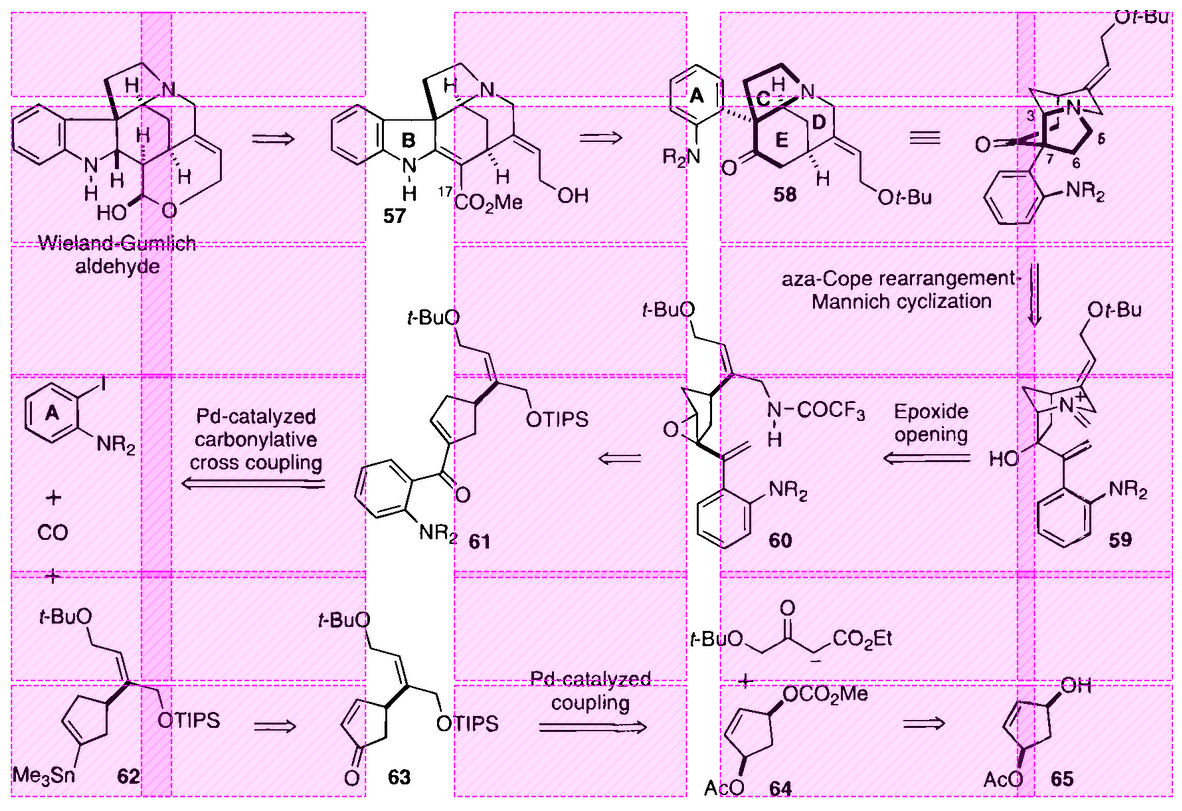 Ot-Bu
H
N
H
N
H
A
C
N
D
E
B
H
N
H
H
H
N
H
R2N
O
H
N
3
5
O
7
6
NR2
HO
O
17
CO2Me
OH
57
58
Ot-Bu
Wieland-Gumlich
aldehyde
aza-Cope rearrangement-
Mannich cyclization
t-BuO
t-BuO
Ot-Bu
I
A
NR2
Pd-catalyzed
carbonylative
cross coupling
OTIPS
N
H
COCF3
O
Epoxide
opening
N
+
HO
NR2
NR2
+
CO
+
O
NR2
61
60
59
t-BuO
OTIPS
Me3Sn
62
t-BuO
OTIPS
O
63
Pd-catalyzed
coupling
O
t-BuO
CO2Et
–
+
OCO2Me
AcO
64
OH
AcO
65